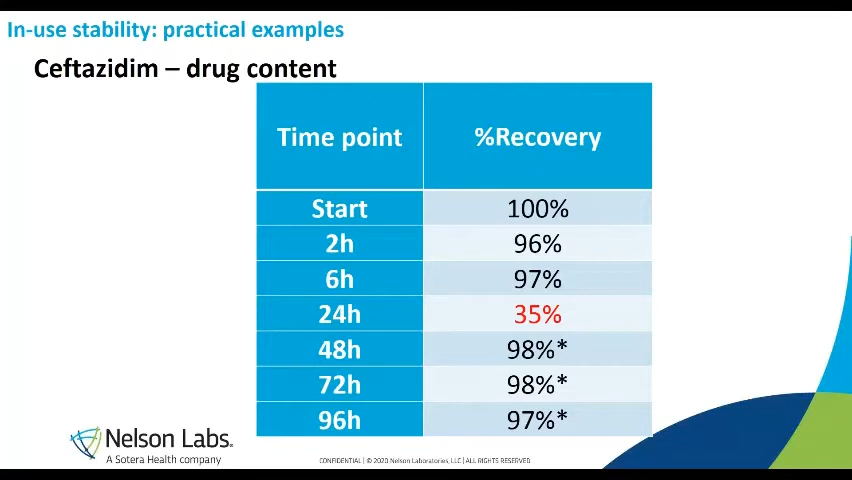 In-use stability: practical examples
Ceftazidim – drug content
Time point %Recovery
Start 100%
2h 96%
6h 97%
24h 35%
48h 98%*
72h 98%*
96h 97%*
Nelson Labs®
A Sotera Health company
CONFIDENTIAL | © 2020 Nelson Laboratories, LLC | ALL RIGHTS RESERVED